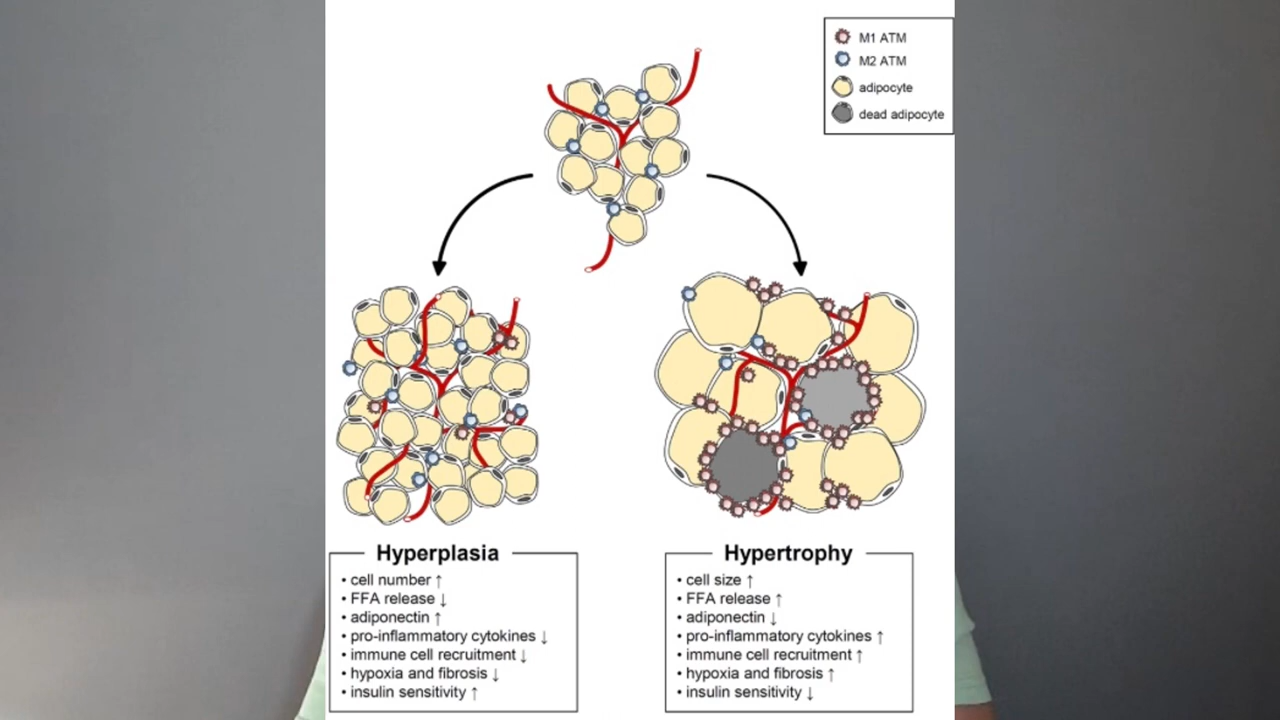 M1 ATM
M2 ATM
adipocyte
dead adipocyte
Hyperplasia
• cell number ↑
• FFA release ↓
• adiponectin ↑
• pro-inflammatory cytokines ↓
• immune cell recruitment ↓
• hypoxia and fibrosis ↓
• insulin sensitivity ↑
Hypertrophy
• cell size ↑
• FFA release ↑
• adiponectin ↓
• pro-inflammatory cytokines ↑
• immune cell recruitment ↑
• hypoxia and fibrosis ↑
• insulin sensitivity ↓